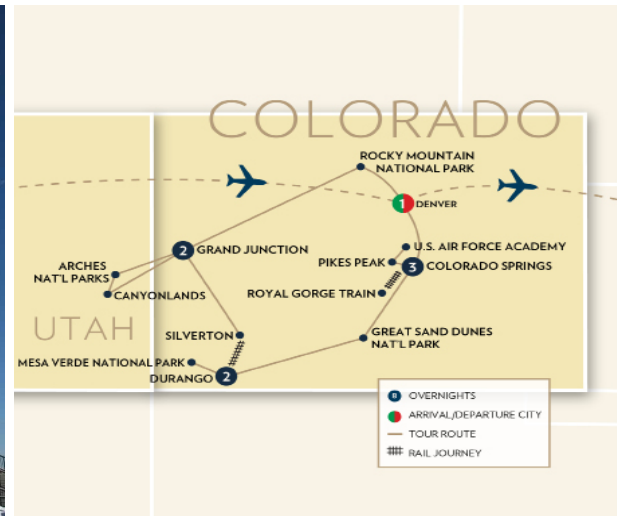 COLORADO
ROCKY MOUNTAIN
NATIONAL PARK
1 DENVER
U.S. AIR FORCE ACADEMY
2 GRAND JUNCTION
PIKES PEAK
3 COLORADO SPRINGS
ARCHES
NAT'L PARKS
CANYONLANDS
ROYAL GORGE TRAIN
UTAH
SILVERTON
GREAT SAND DUNES
NAT'L PARK
MESA VERDE NATIONAL PARK
DURANGO 2
OVERNIGHTS
ARRIVAL/DEPARTURE CITY
TOUR ROUTE
RAIL JOURNEY